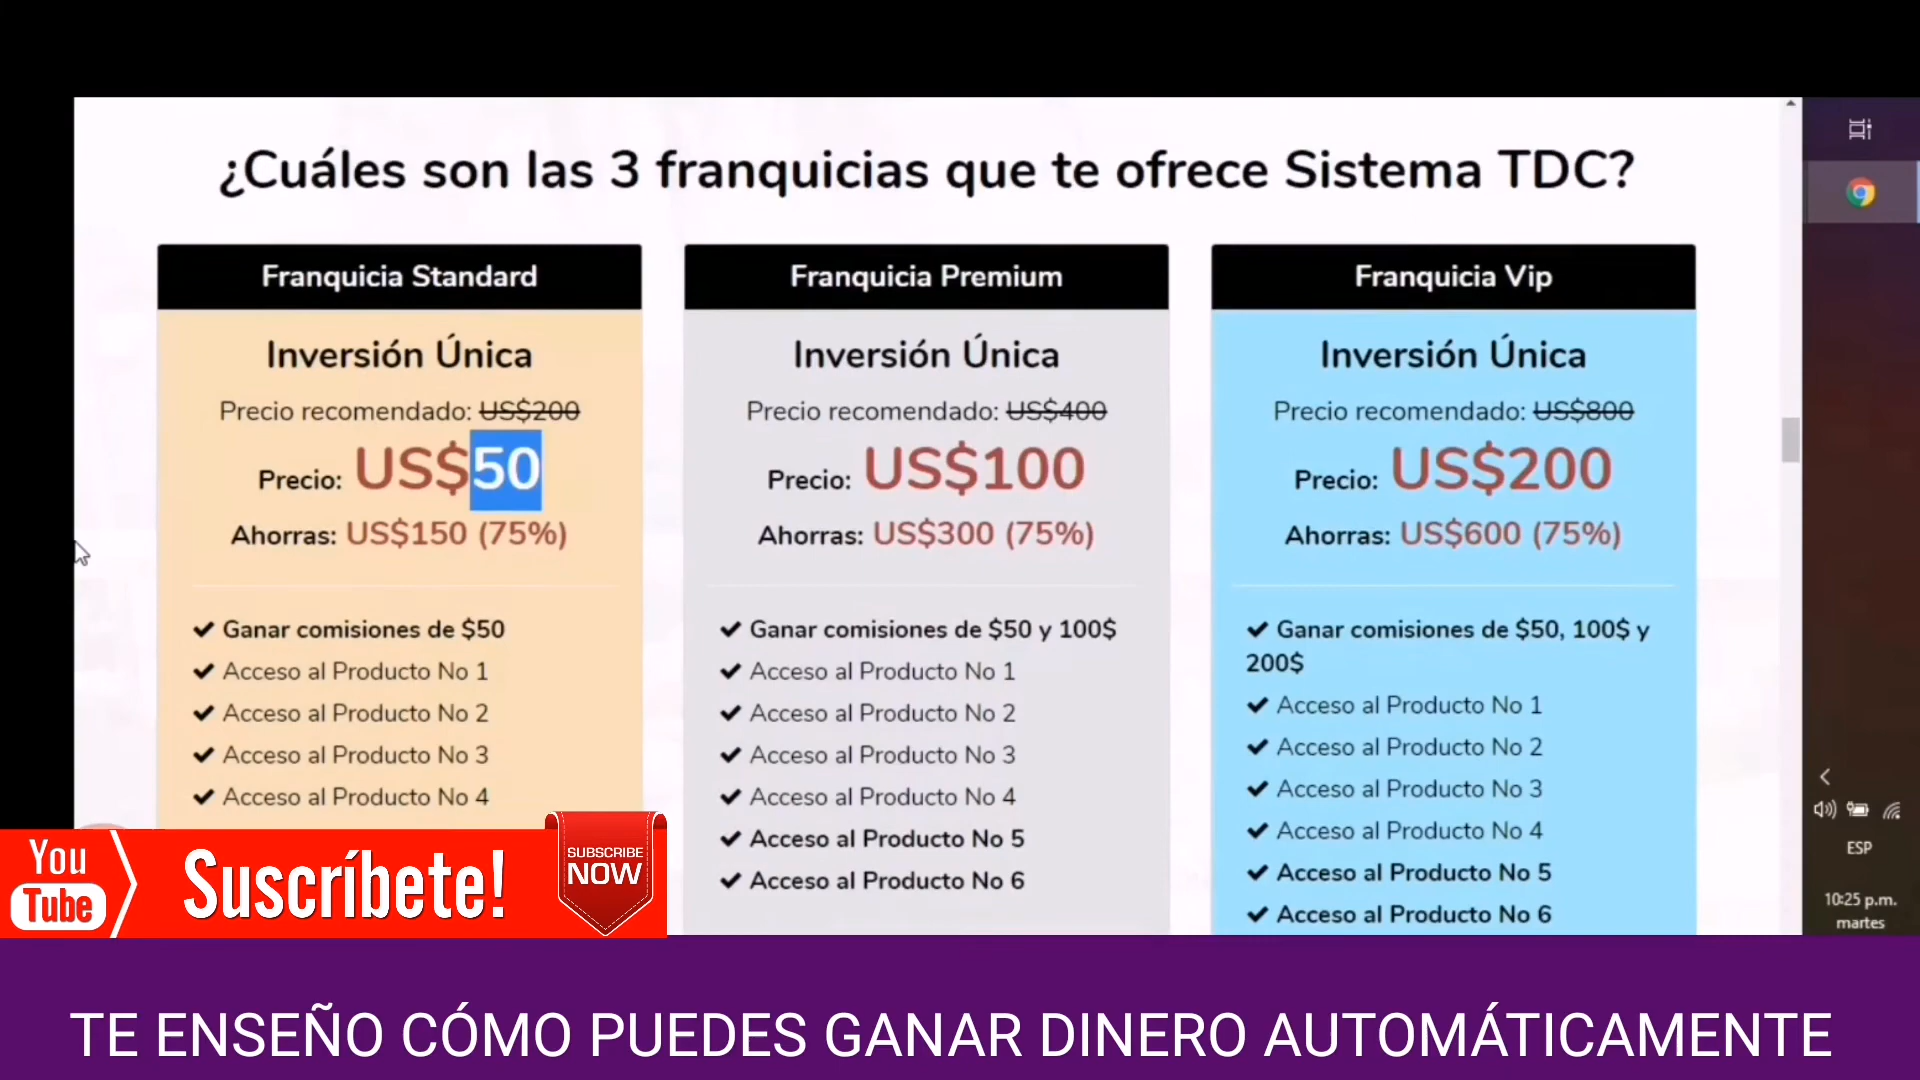 ¿Cuáles son las 3 franquicias que te ofrece Sistema TDC?
Franquicia Standard
Inversión Única
Precio recomendado: US$200
Precio: US$50
Ahorras: US$150 (75%)
Ganar comisiones de $50
Acceso al Producto No 1
Acceso al Producto No 2
Acceso al Producto No 3
Acceso al Producto No 4
Franquicia Premium
Inversión Única
Precio recomendado: US$400
Precio: US$100
Ahorras: US$300 (75%)
Ganar comisiones de $50 y 100$
Acceso al Producto No 1
Acceso al Producto No 2
Acceso al Producto No 3
Acceso al Producto No 4
Acceso al Producto No 5
Acceso al Producto No 6
Franquicia Vip
Inversión Única
Precio recomendado: US$800
Precio: US$200
Ahorras: US$600 (75%)
Ganar comisiones de $50, 100$ y
200$
Acceso al Producto No 1
Acceso al Producto No 2
Acceso al Producto No 3
Acceso al Producto No 4
Acceso al Producto No 5
Acceso al Producto No 6
ESP
10:25 p.m.
martes
You
Tube
Suscríbete!
SUBSCRIBE
NOW
TE ENSEÑO CÓMO PUEDES GANAR DINERO AUTOMÁTICAMENTE